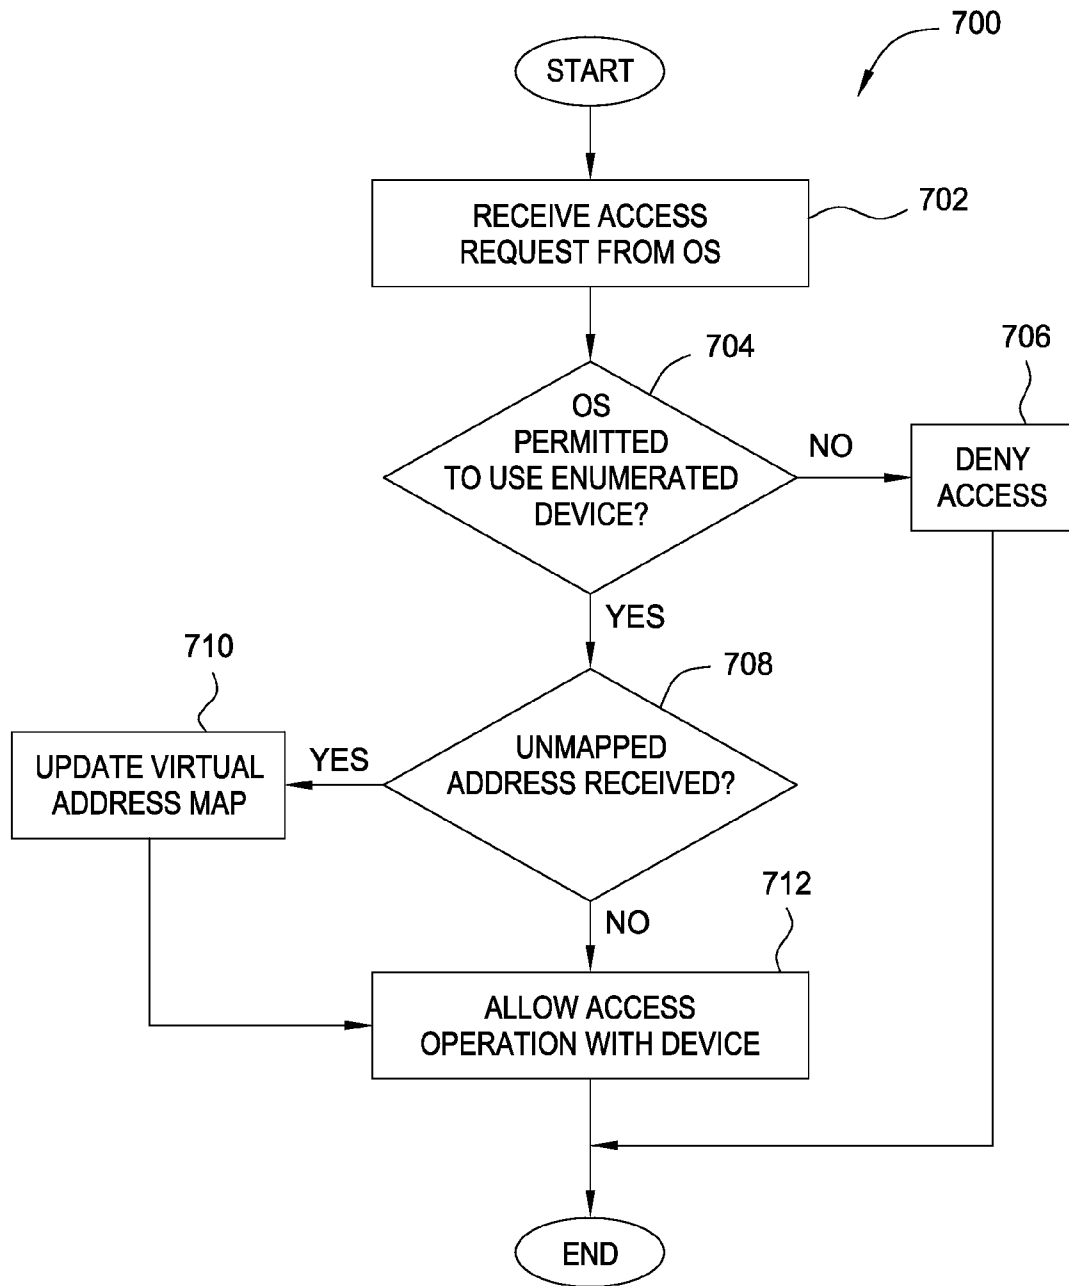 700
START
RECEIVE ACCESS
REQUEST FROM OS
702
704
OS
PERMITTED
TO USE ENUMERATED
DEVICE?
NO
706
DENY
ACCESS
YES
708
UNMAPPED
ADDRESS RECEIVED?
YES
710
UPDATE VIRTUAL
ADDRESS MAP
NO
712
ALLOW ACCESS
OPERATION WITH DEVICE
END